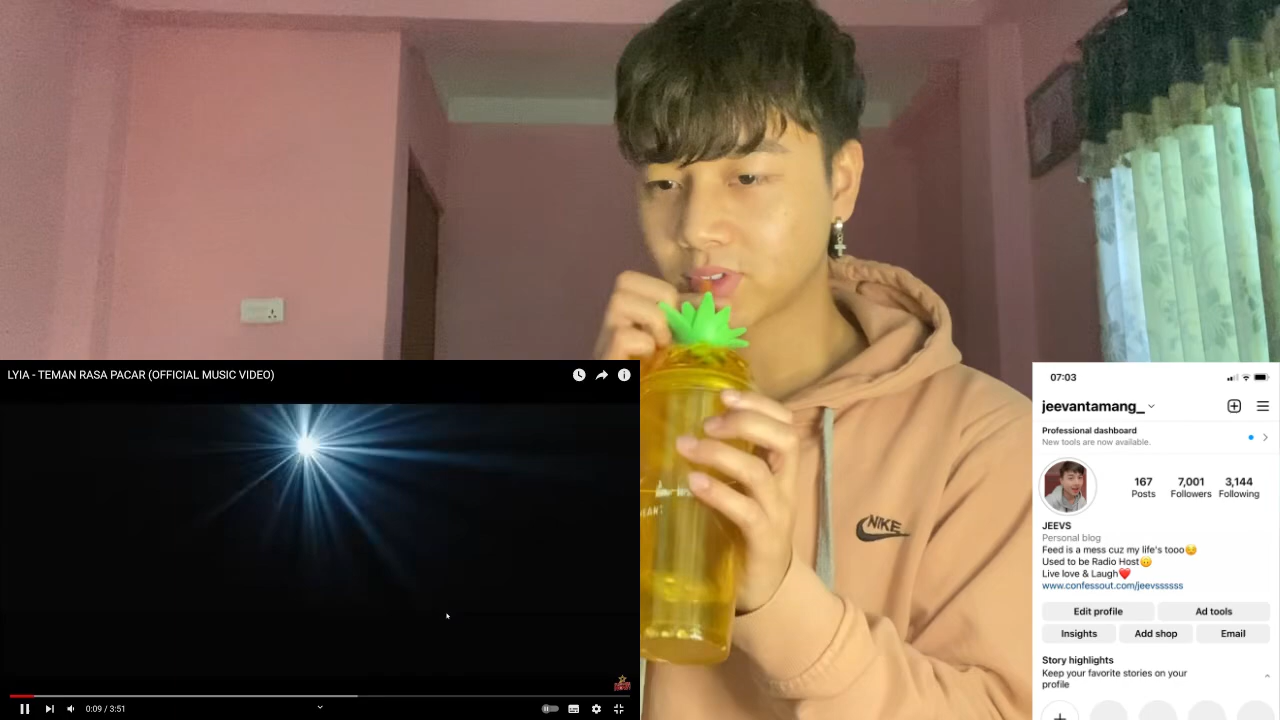 LYIA - TEMAN RASA PACAR (OFFICIAL MUSIC VIDEO)
0:09 / 3:51
NIKE
07:03
jeevantamang_
Professional dashboard
New tools are now available.
167 7,001 3,144
Posts Followers Following
JEEVS
Personal blog
Feed is a mess cuz my life's tooo😔
Used to be Radio Host🙃
Live love & Laugh❤️
www.confessout.com/jeevssssss
Edit profile Ad tools
Insights Add shop Email
Story highlights
Keep your favorite stories on your
profile